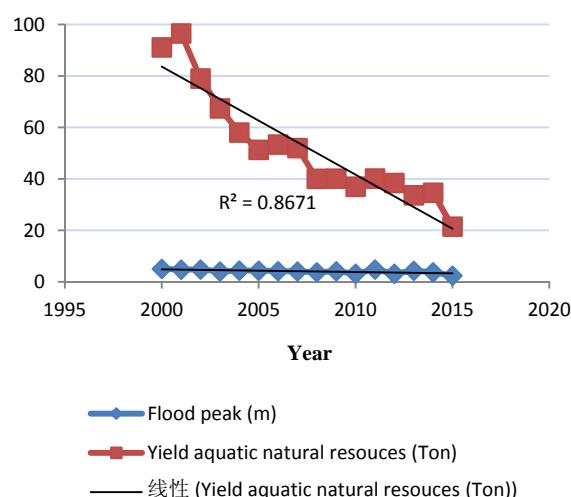 100
80
60
40
20
0
R² = 0.8671
1995 2000 2005 2010 2015 2020
Year
Flood peak (m)
Yield aquatic natural resouces (Ton)
线性 (Yield aquatic natural resouces (Ton))